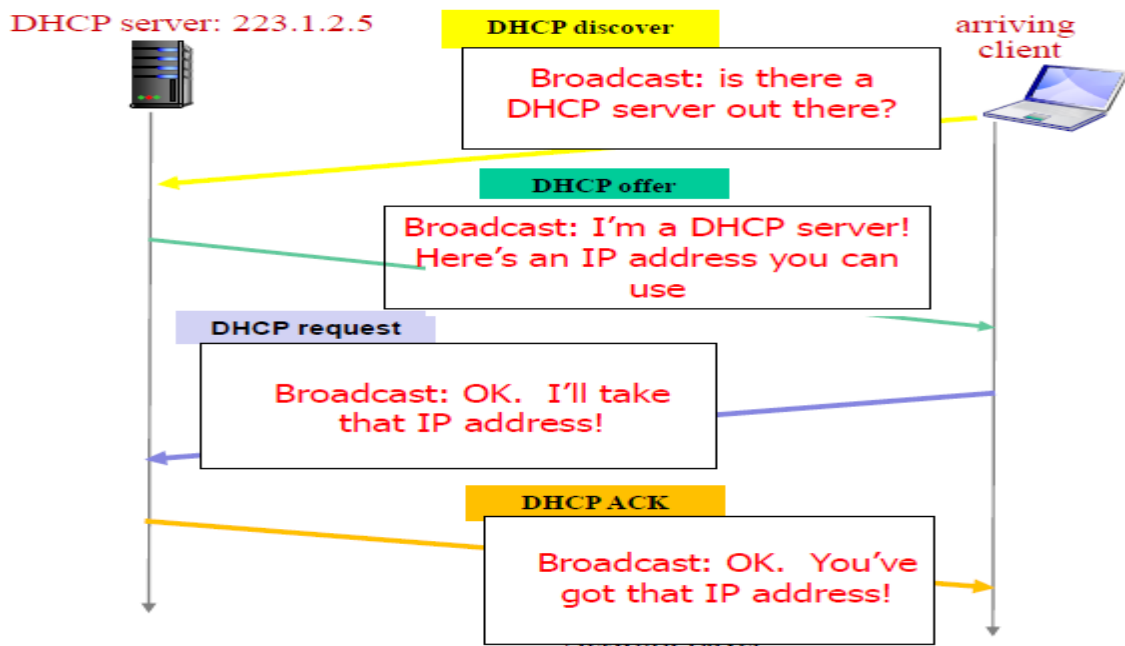 DHCP server: 223.1.2.5
DHCP discover
arriving
client
Broadcast: is there a
DHCP server out there?
DHCP offer
Broadcast: I’m a DHCP server!
Here’s an IP address you can
use
DHCP request
Broadcast: OK.  I’ll take
that IP address!
DHCP ACK
Broadcast: OK.  You’ve
got that IP address!